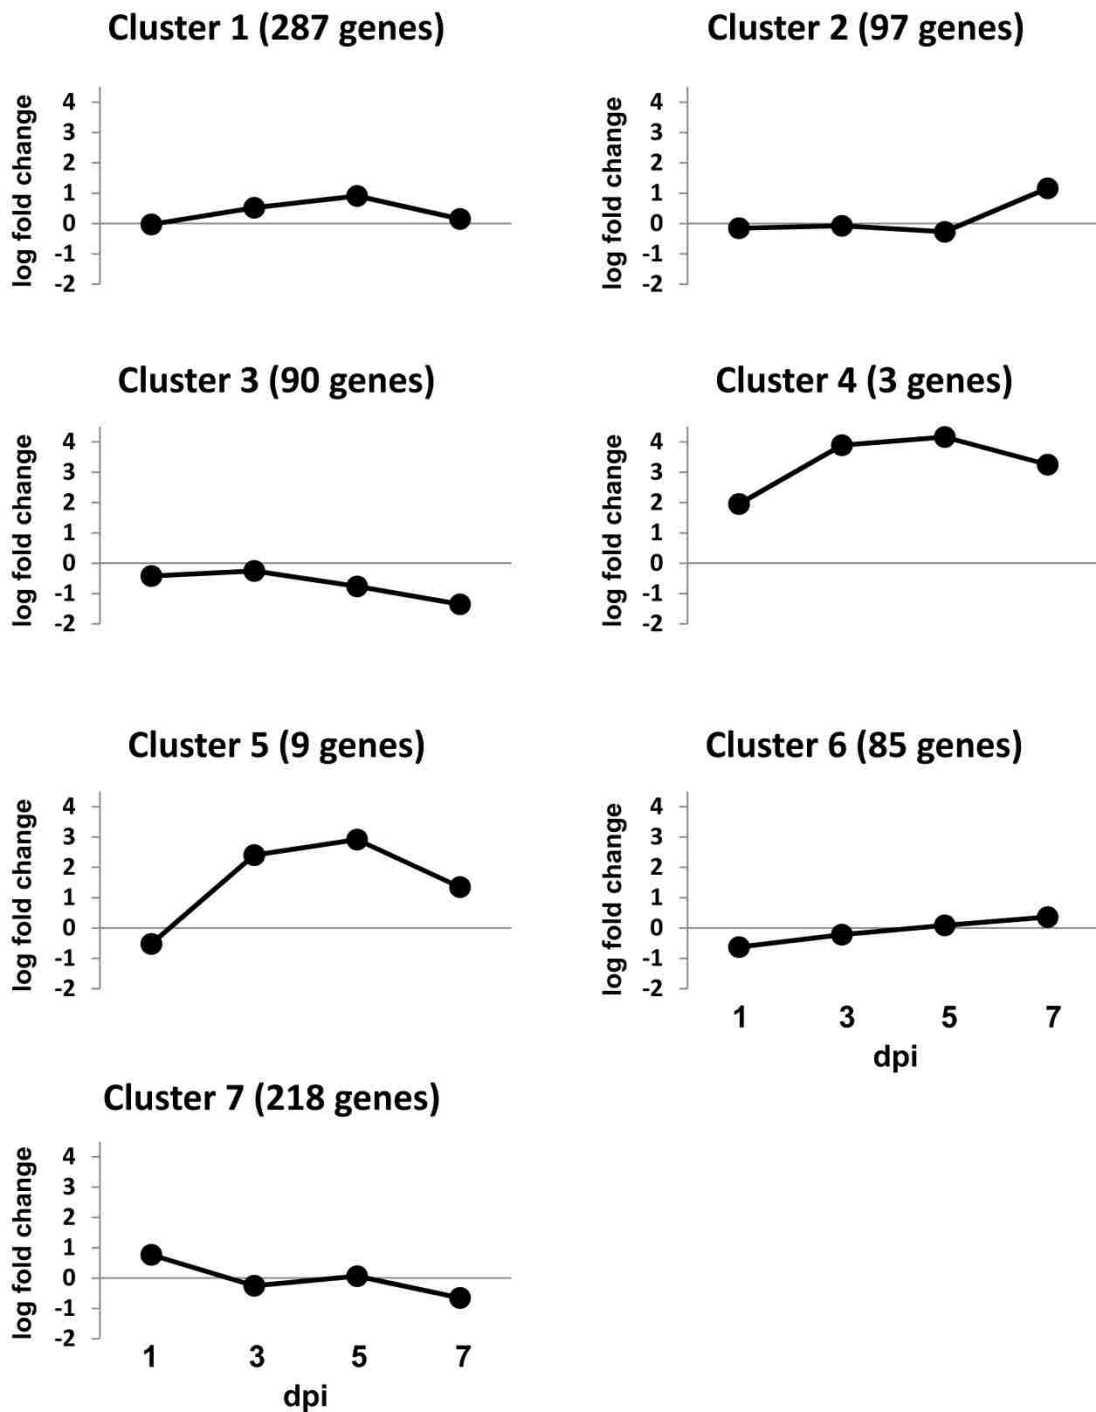 Cluster 1 (287 genes)
log fold change
4
3
2
1
0
-1
-2
Cluster 2 (97 genes)
log fold change
4
3
2
1
0
-1
-2
Cluster 3 (90 genes)
log fold change
4
3
2
1
0
-1
-2
Cluster 4 (3 genes)
log fold change
4
3
2
1
0
-1
-2
Cluster 5 (9 genes)
log fold change
4
3
2
1
0
-1
-2
Cluster 6 (85 genes)
log fold change
4
3
2
1
0
-1
-2
1 3 5 7
dpi
Cluster 7 (218 genes)
log fold change
4
3
2
1
0
-1
-2
1 3 5 7
dpi